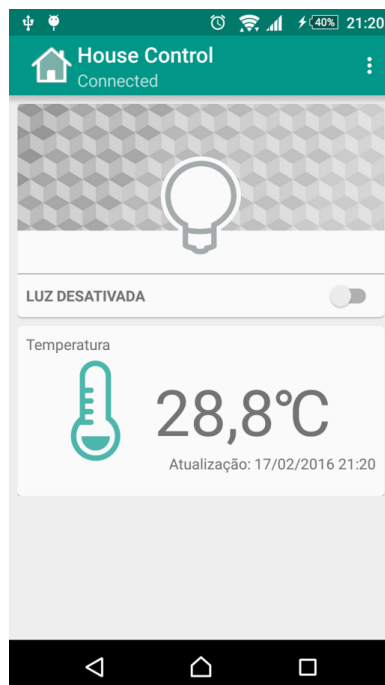 40% 21:20
House Control
Connected
LUZ DESATIVADA
Temperatura
28,8°C
Atualização: 17/02/2016 21:20